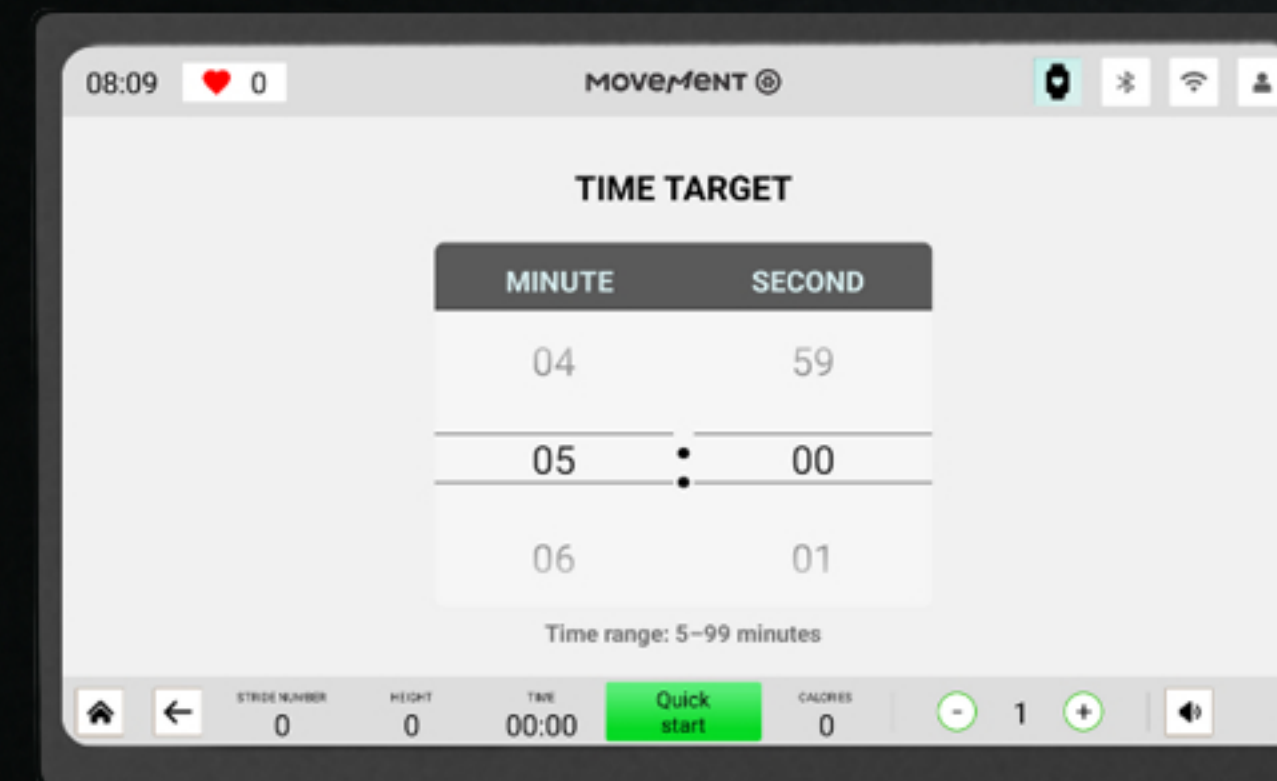 08:09 0 MOVEMENT
TIME TARGET
MINUTE SECOND
04 59
05 : 00
06 01
Time range: 5–99 minutes
STRIDE NUMBER HEIGHT TIME Quick start CALORIES
0 0 00:00 0 - 1 +